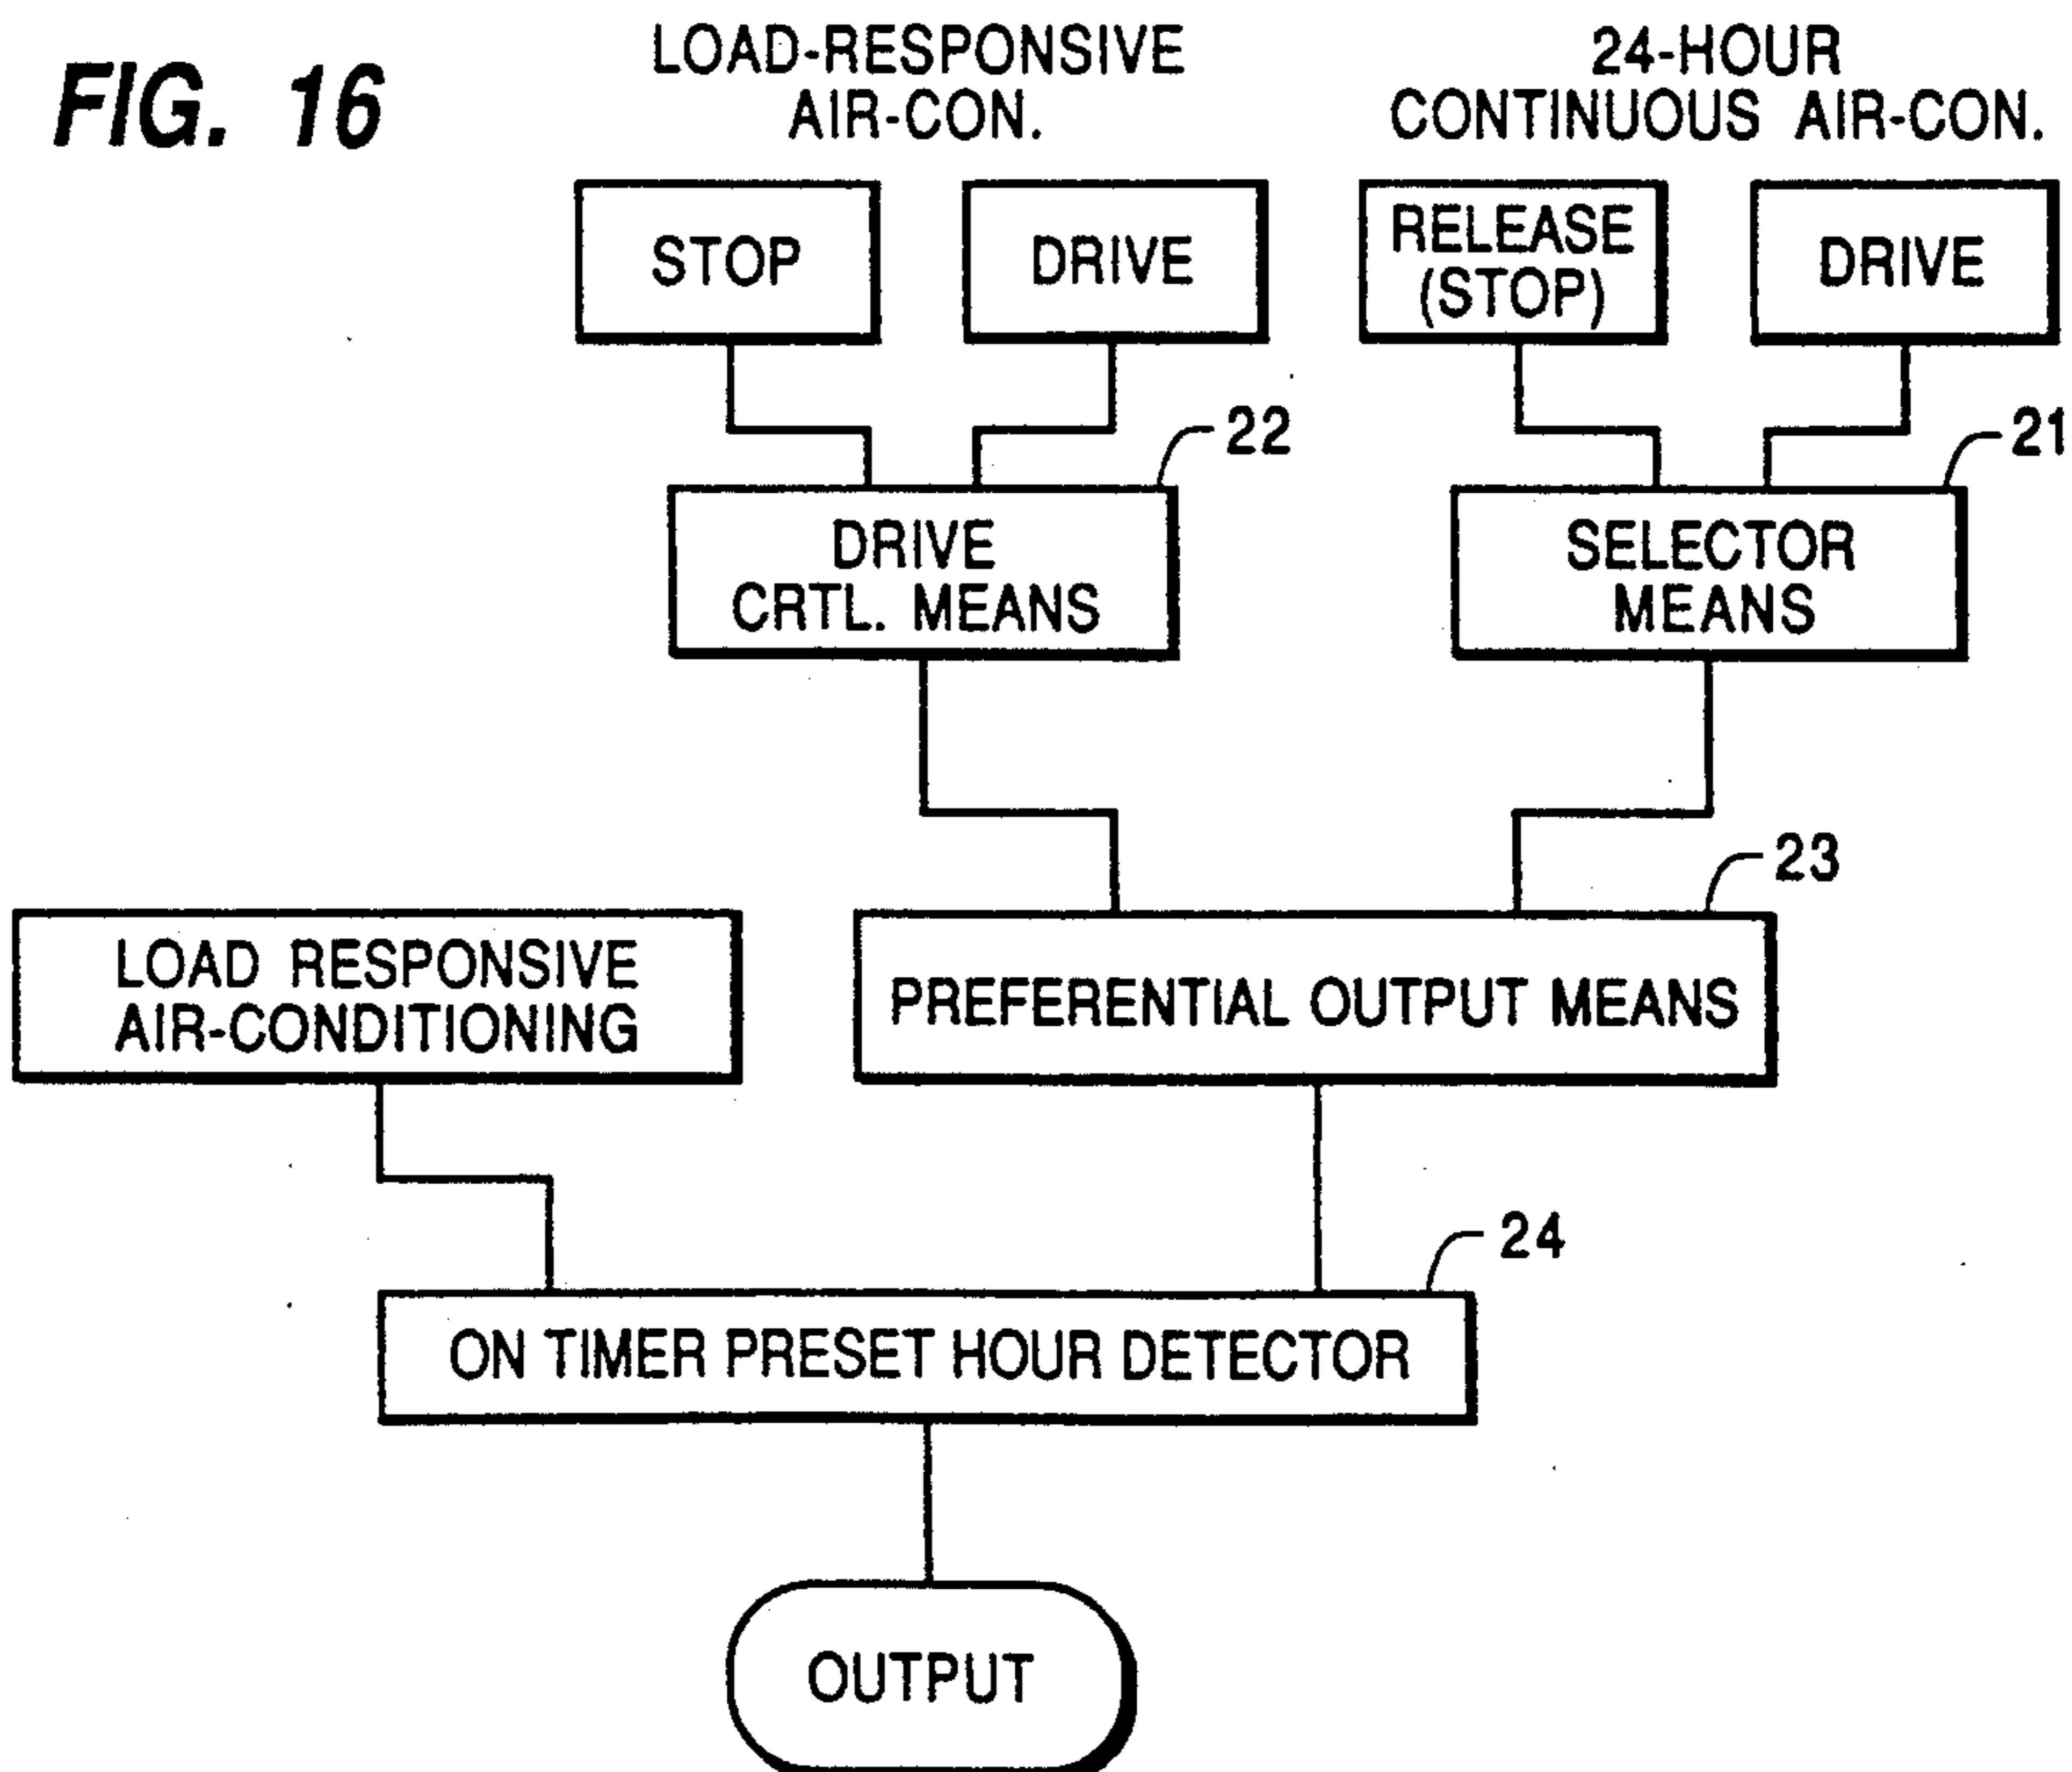 FIG. 16
LOAD-RESPONSIVE
AIR-CON.
24-HOUR
CONTINUOUS AIR-CON.
STOP
DRIVE
RELEASE
(STOP)
DRIVE
22
21
DRIVE
CRTL. MEANS
SELECTOR
MEANS
23
LOAD RESPONSIVE
AIR-CONDITIONING
PREFERENTIAL OUTPUT MEANS
24
ON TIMER PRESET HOUR DETECTOR
OUTPUT